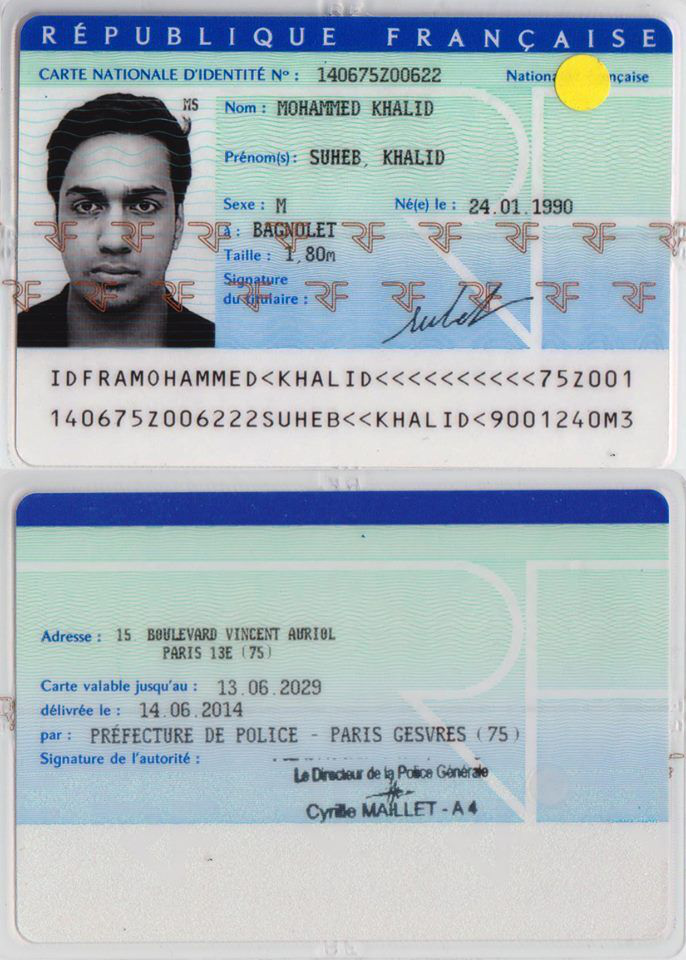 RÉPUBLIQUE FRANÇAISE
CARTE NATIONALE D'IDENTITÉ Nº : 140675Z00622
MS
Nom : MOHAMMED KHALID
Prénom(s) : SUHEB, KHALID
Sexe : M Né(e) le : 24.01.1990
à : BAGNOLET
Taille : 1,80m
Signature
du titulaire :
RF RF RF RF RF RF RF RF RF
RF RF RF RF RF RF RF RF RF
IDFRAMOHAMMED<KHALID<<<<<<<<<<75Z001
140675Z006222SUHEB<<KHALID<9001240M3
Adresse : 15 BOULEVARD VINCENT AURIOL
PARIS 13E (75)
Carte valable jusqu'au : 13.06.2029
délivrée le : 14.06.2014
par : PRÉFECTURE DE POLICE - PARIS GESVRES (75)
Signature de l'autorité :
Le Directeur de la Police Générale
Cyrille MAILLET - A 4